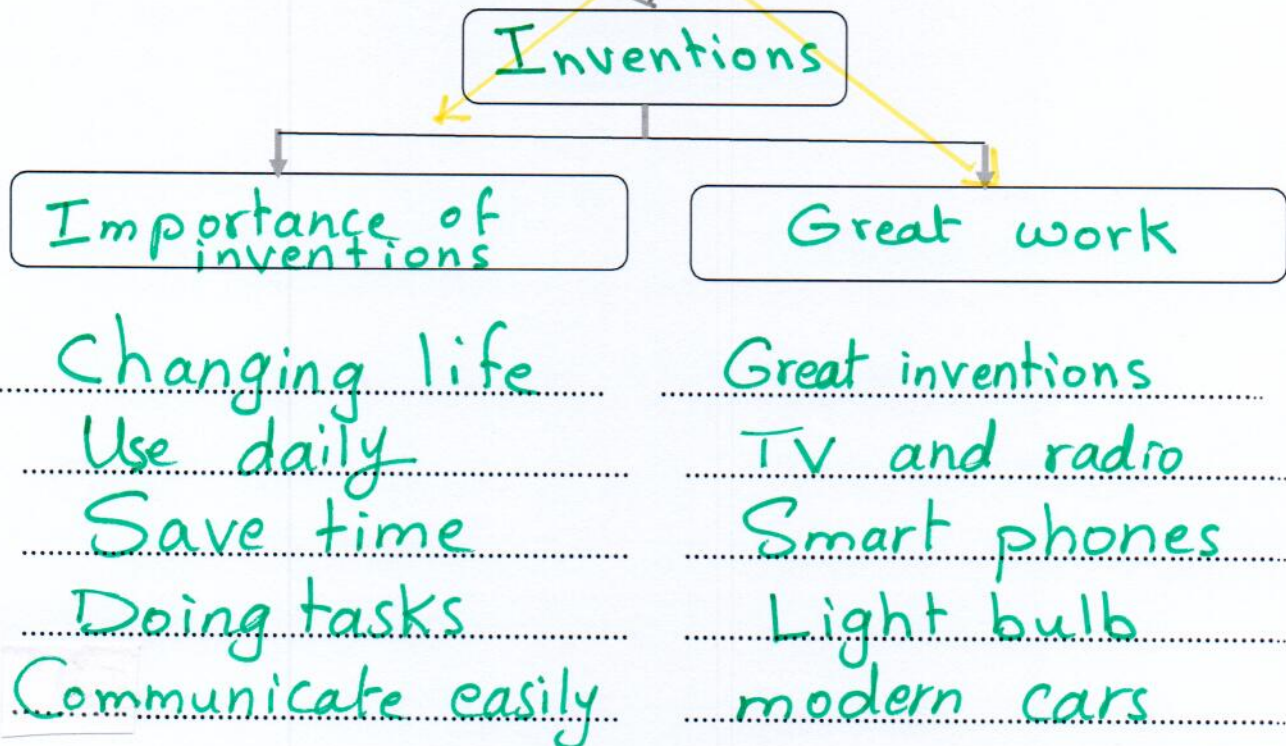 Inventions
Importance of
inventions
Changing life
Use daily
Save time
Doing tasks
Communicate easily
Great work
Great inventions
TV and radio
Smart phones
Light bulb
modern cars